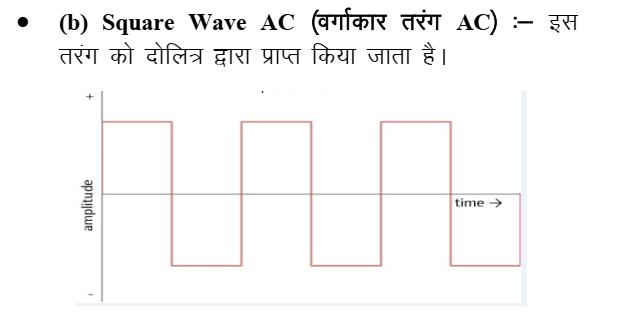 • (b) Square Wave AC (वर्गाकार तरंग AC) :– इस
तरंग को दोलित्र द्वारा प्राप्त किया जाता है।
+
amplitude
time →
-